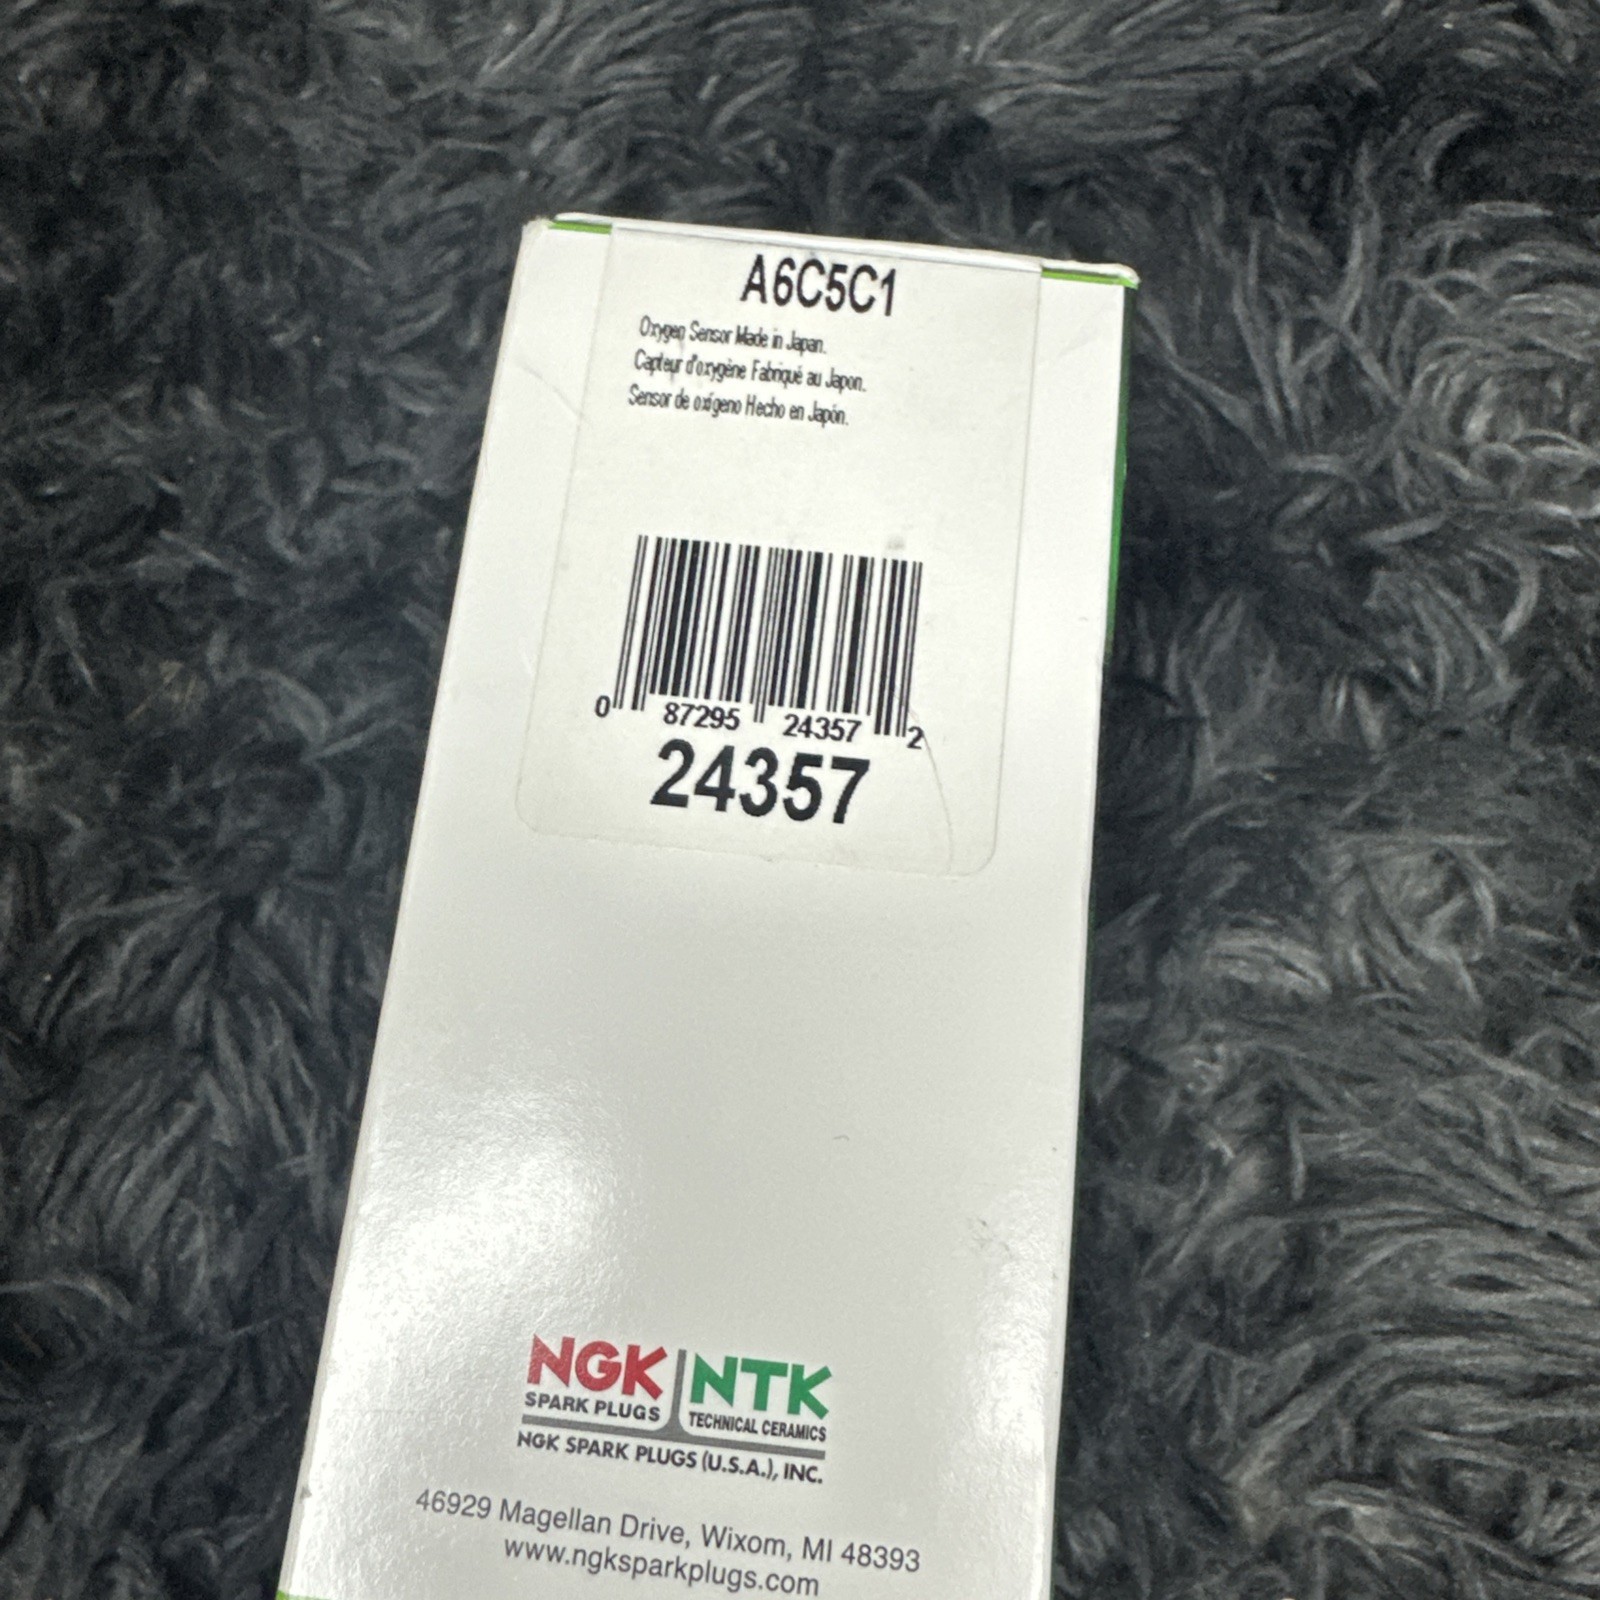 A6C5C1
Oxygen Sensor Made in Japan.
Capteur d'oxygène Fabriqué au Japon.
Sensor de oxígeno Hecho en Japón.
0 87295 24357 2
24357
NGK NTK
SPARK PLUGS TECHNICAL CERAMICS
NGK SPARK PLUGS (U.S.A.), INC.
46929 Magellan Drive, Wixom, MI 48393
www.ngksparkplugs.com